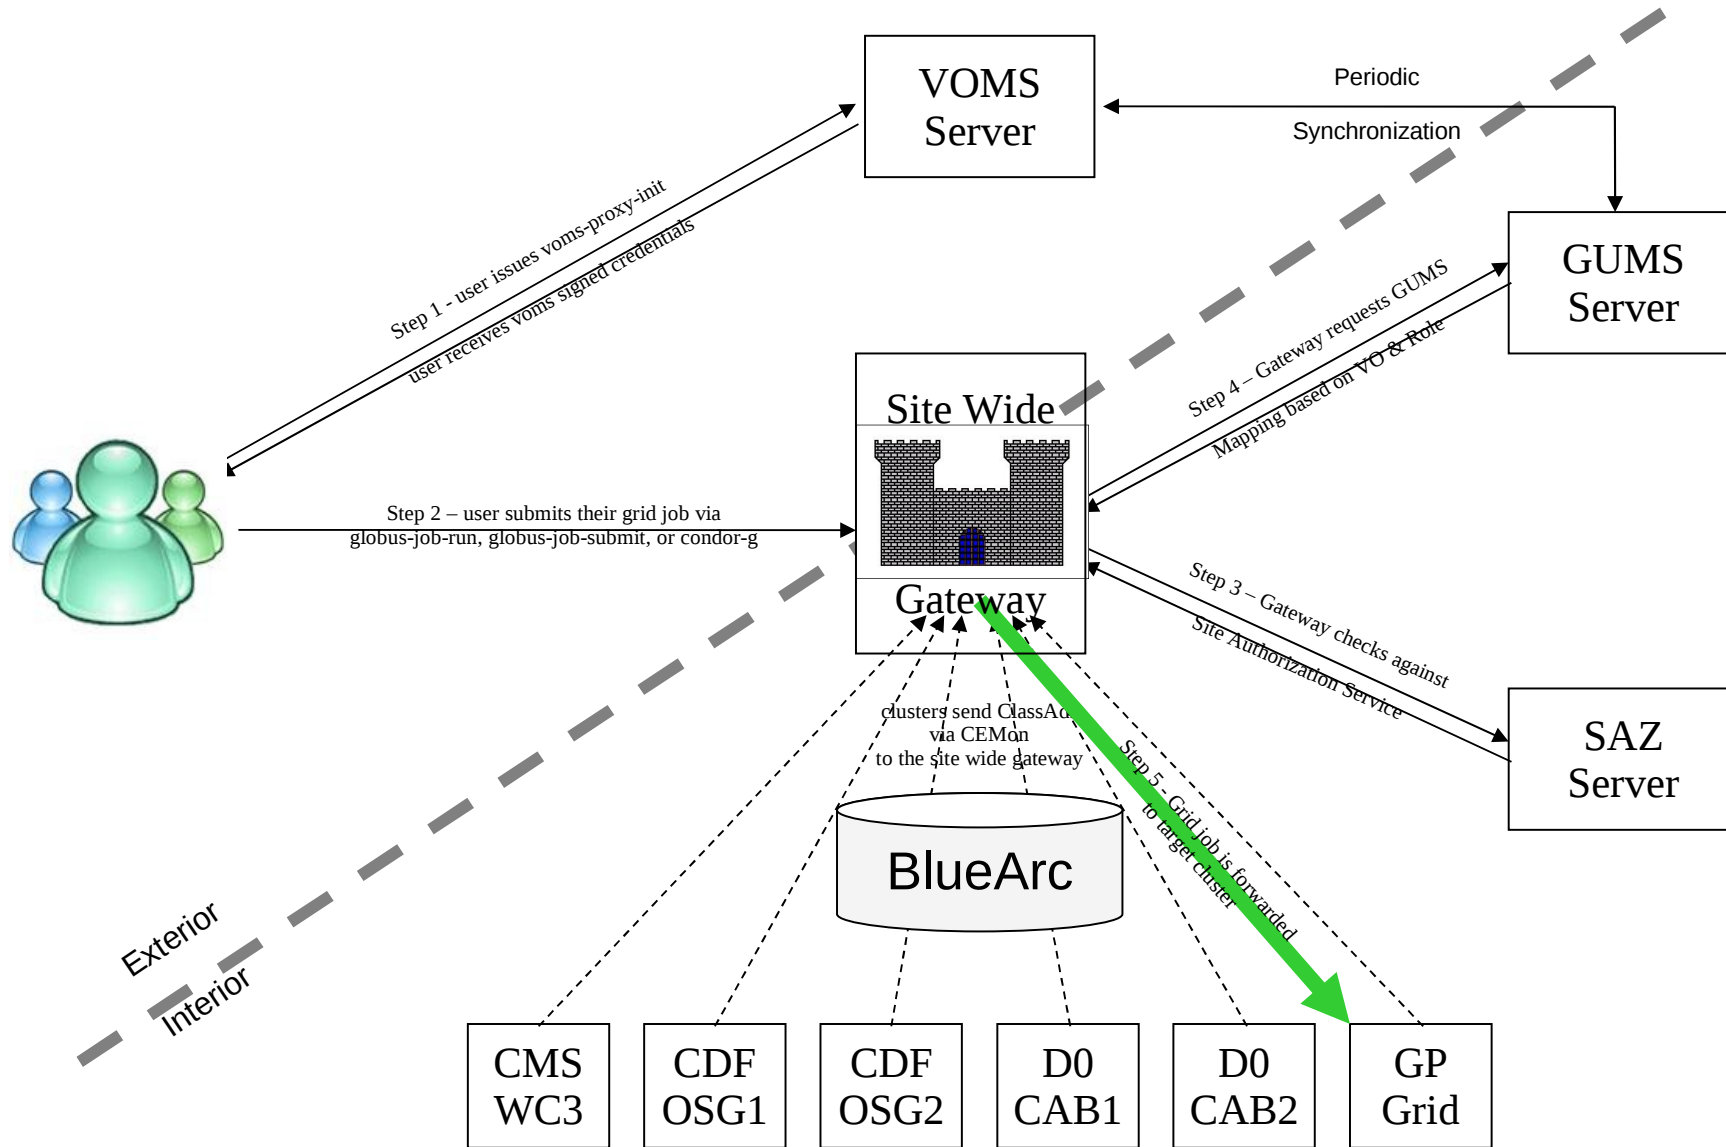 VOMS
Server
Periodic
Synchronization
GUMS
Server
Step 1 - user issues voms-proxy-init
user receives voms signed credentials
Step 4 – Gateway requests GUMS
Mapping based on VO & Role
Site Wide
Gateway
Step 2 – user submits their grid job via
globus-job-run, globus-job-submit, or condor-g
Step 3 – Gateway checks against
Site Authorization Service
SAZ
Server
clusters send ClassAd
via CEMon
to the site wide gateway
Step 5 - Grid job is forwarded
to target cluster
BlueArc
Exterior
Interior
CMS
WC3
CDF
OSG1
CDF
OSG2
D0
CAB1
D0
CAB2
GP
Grid